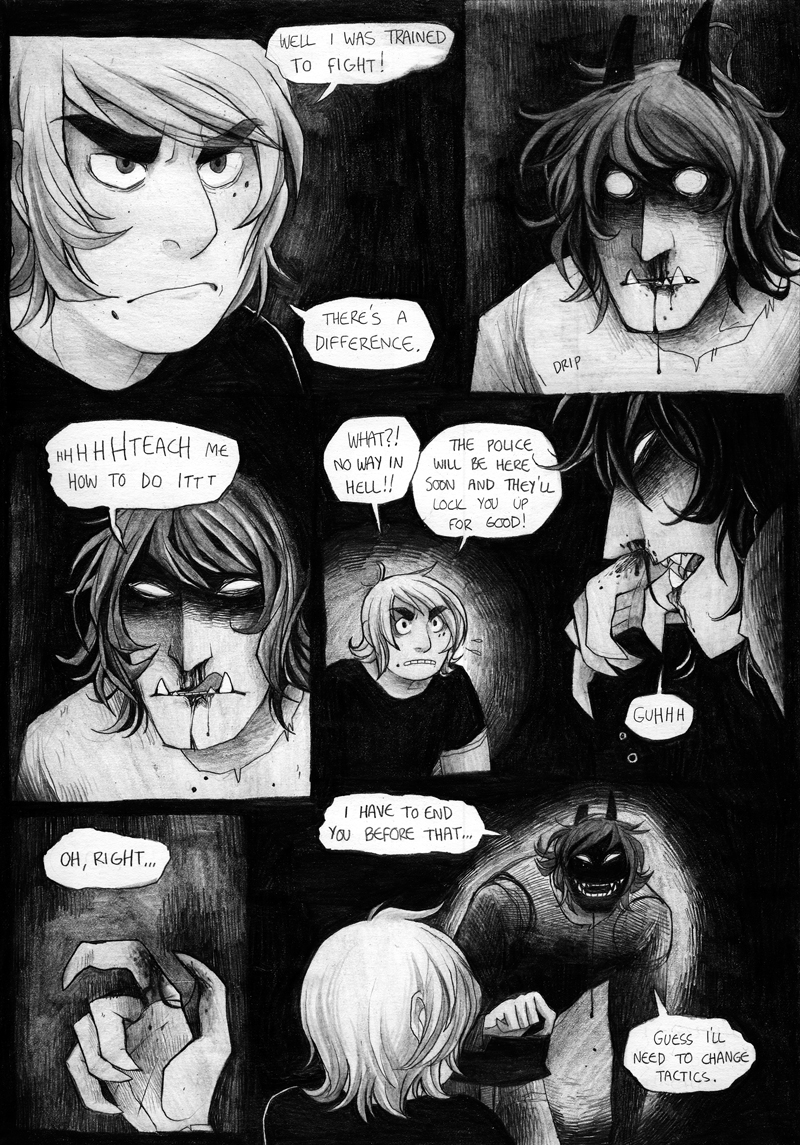 WELL I WAS TRAINED
TO FIGHT!
THERE'S A
DIFFERENCE.
DRIP
HHHHHTEACH ME
HOW TO DO ITTT
WHAT?!
NO WAY IN
HELL!!
THE POLICE
WILL BE HERE
SOON AND THEY'LL
LOCK YOU UP
FOR GOOD!
GUHHH
OH, RIGHT...
I HAVE TO END
YOU BEFORE THAT...
GUESS I'LL
NEED TO CHANGE
TACTICS.